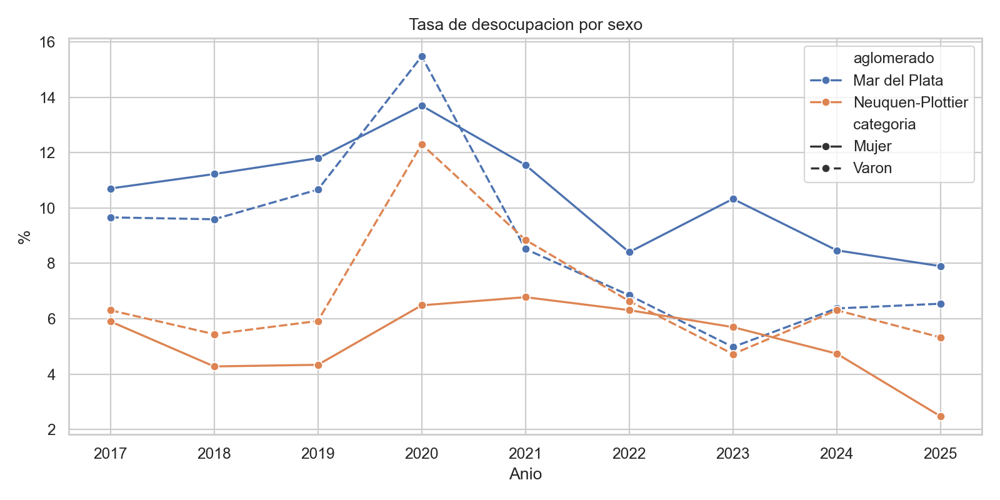 Tasa de desocupacion por sexo
16
14
12
10
8
6
4
2
%
aglomerado
Mar del Plata
Neuquen-Plottier
categoria
Mujer
Varon
2017 2018 2019 2020 2021 2022 2023 2024 2025
Anio